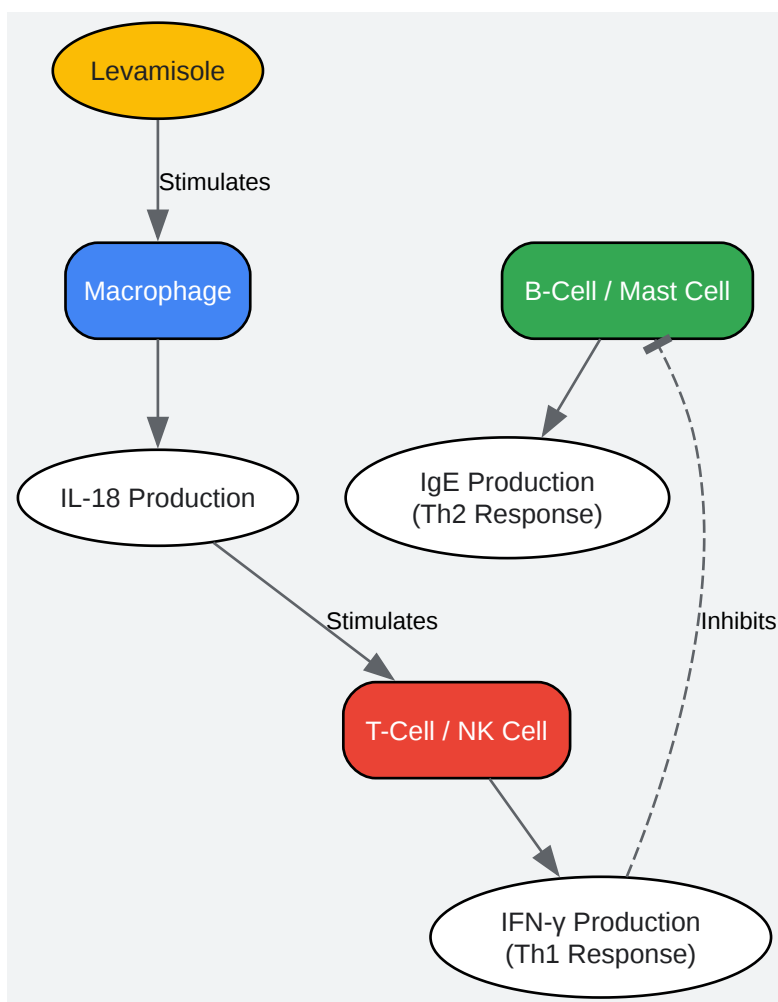 Levamisole
Stimulates
Macrophage
B-Cell / Mast Cell
IL-18 Production
IgE Production
(Th2 Response)
Stimulates
Inhibits
T-Cell / NK Cell
IFN-γ Production
(Th1 Response)